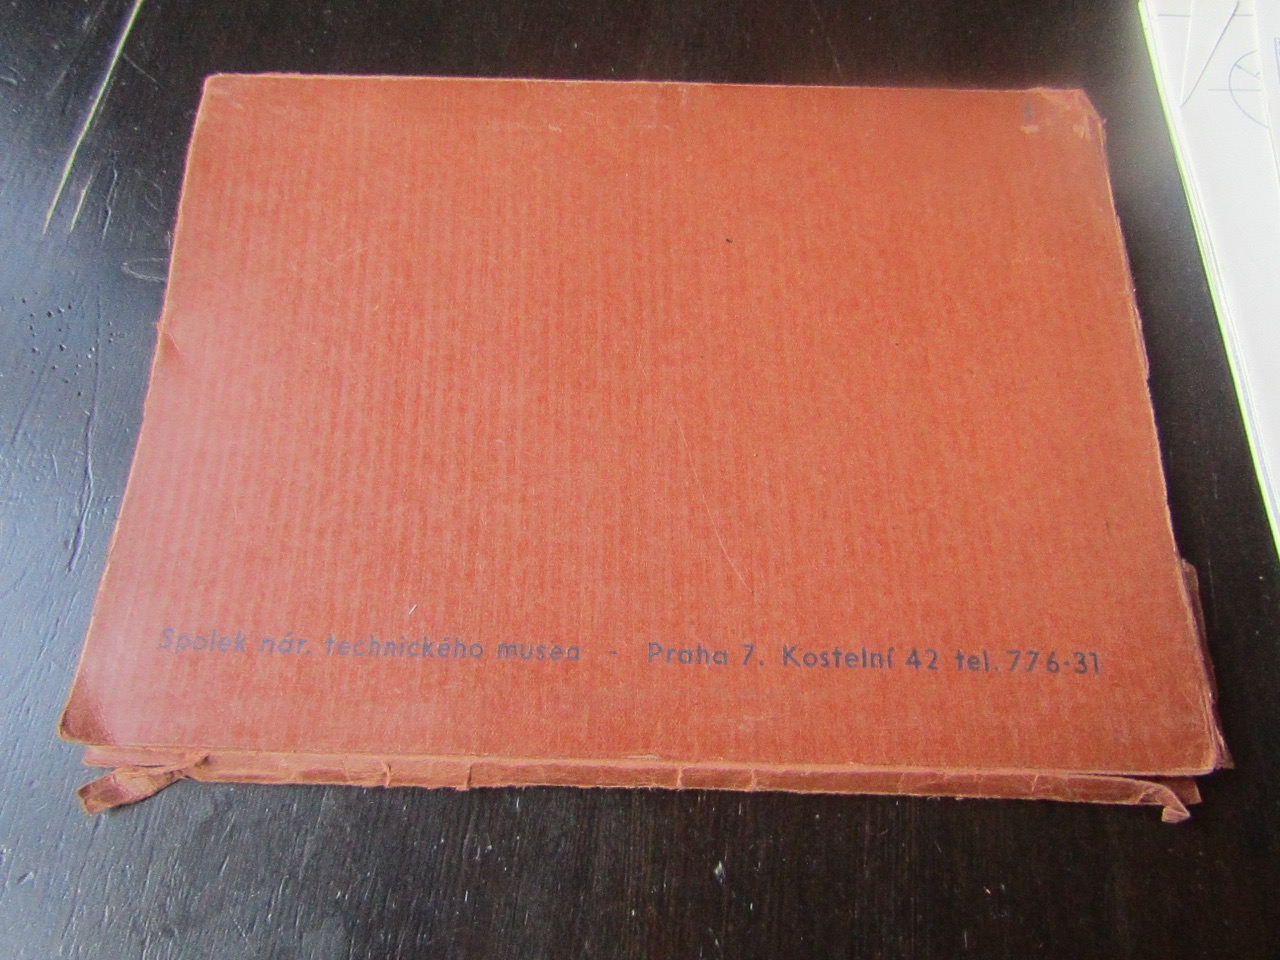 Spolek nár. technického musea - Praha 7. Kostelní 42 tel. 776-31